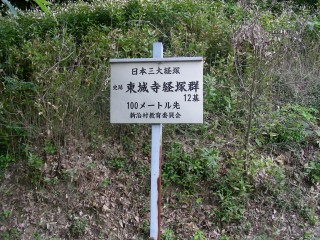 日本三大経塚
史跡 東城寺経塚群
12基
100メートル先
新治村教育委員会